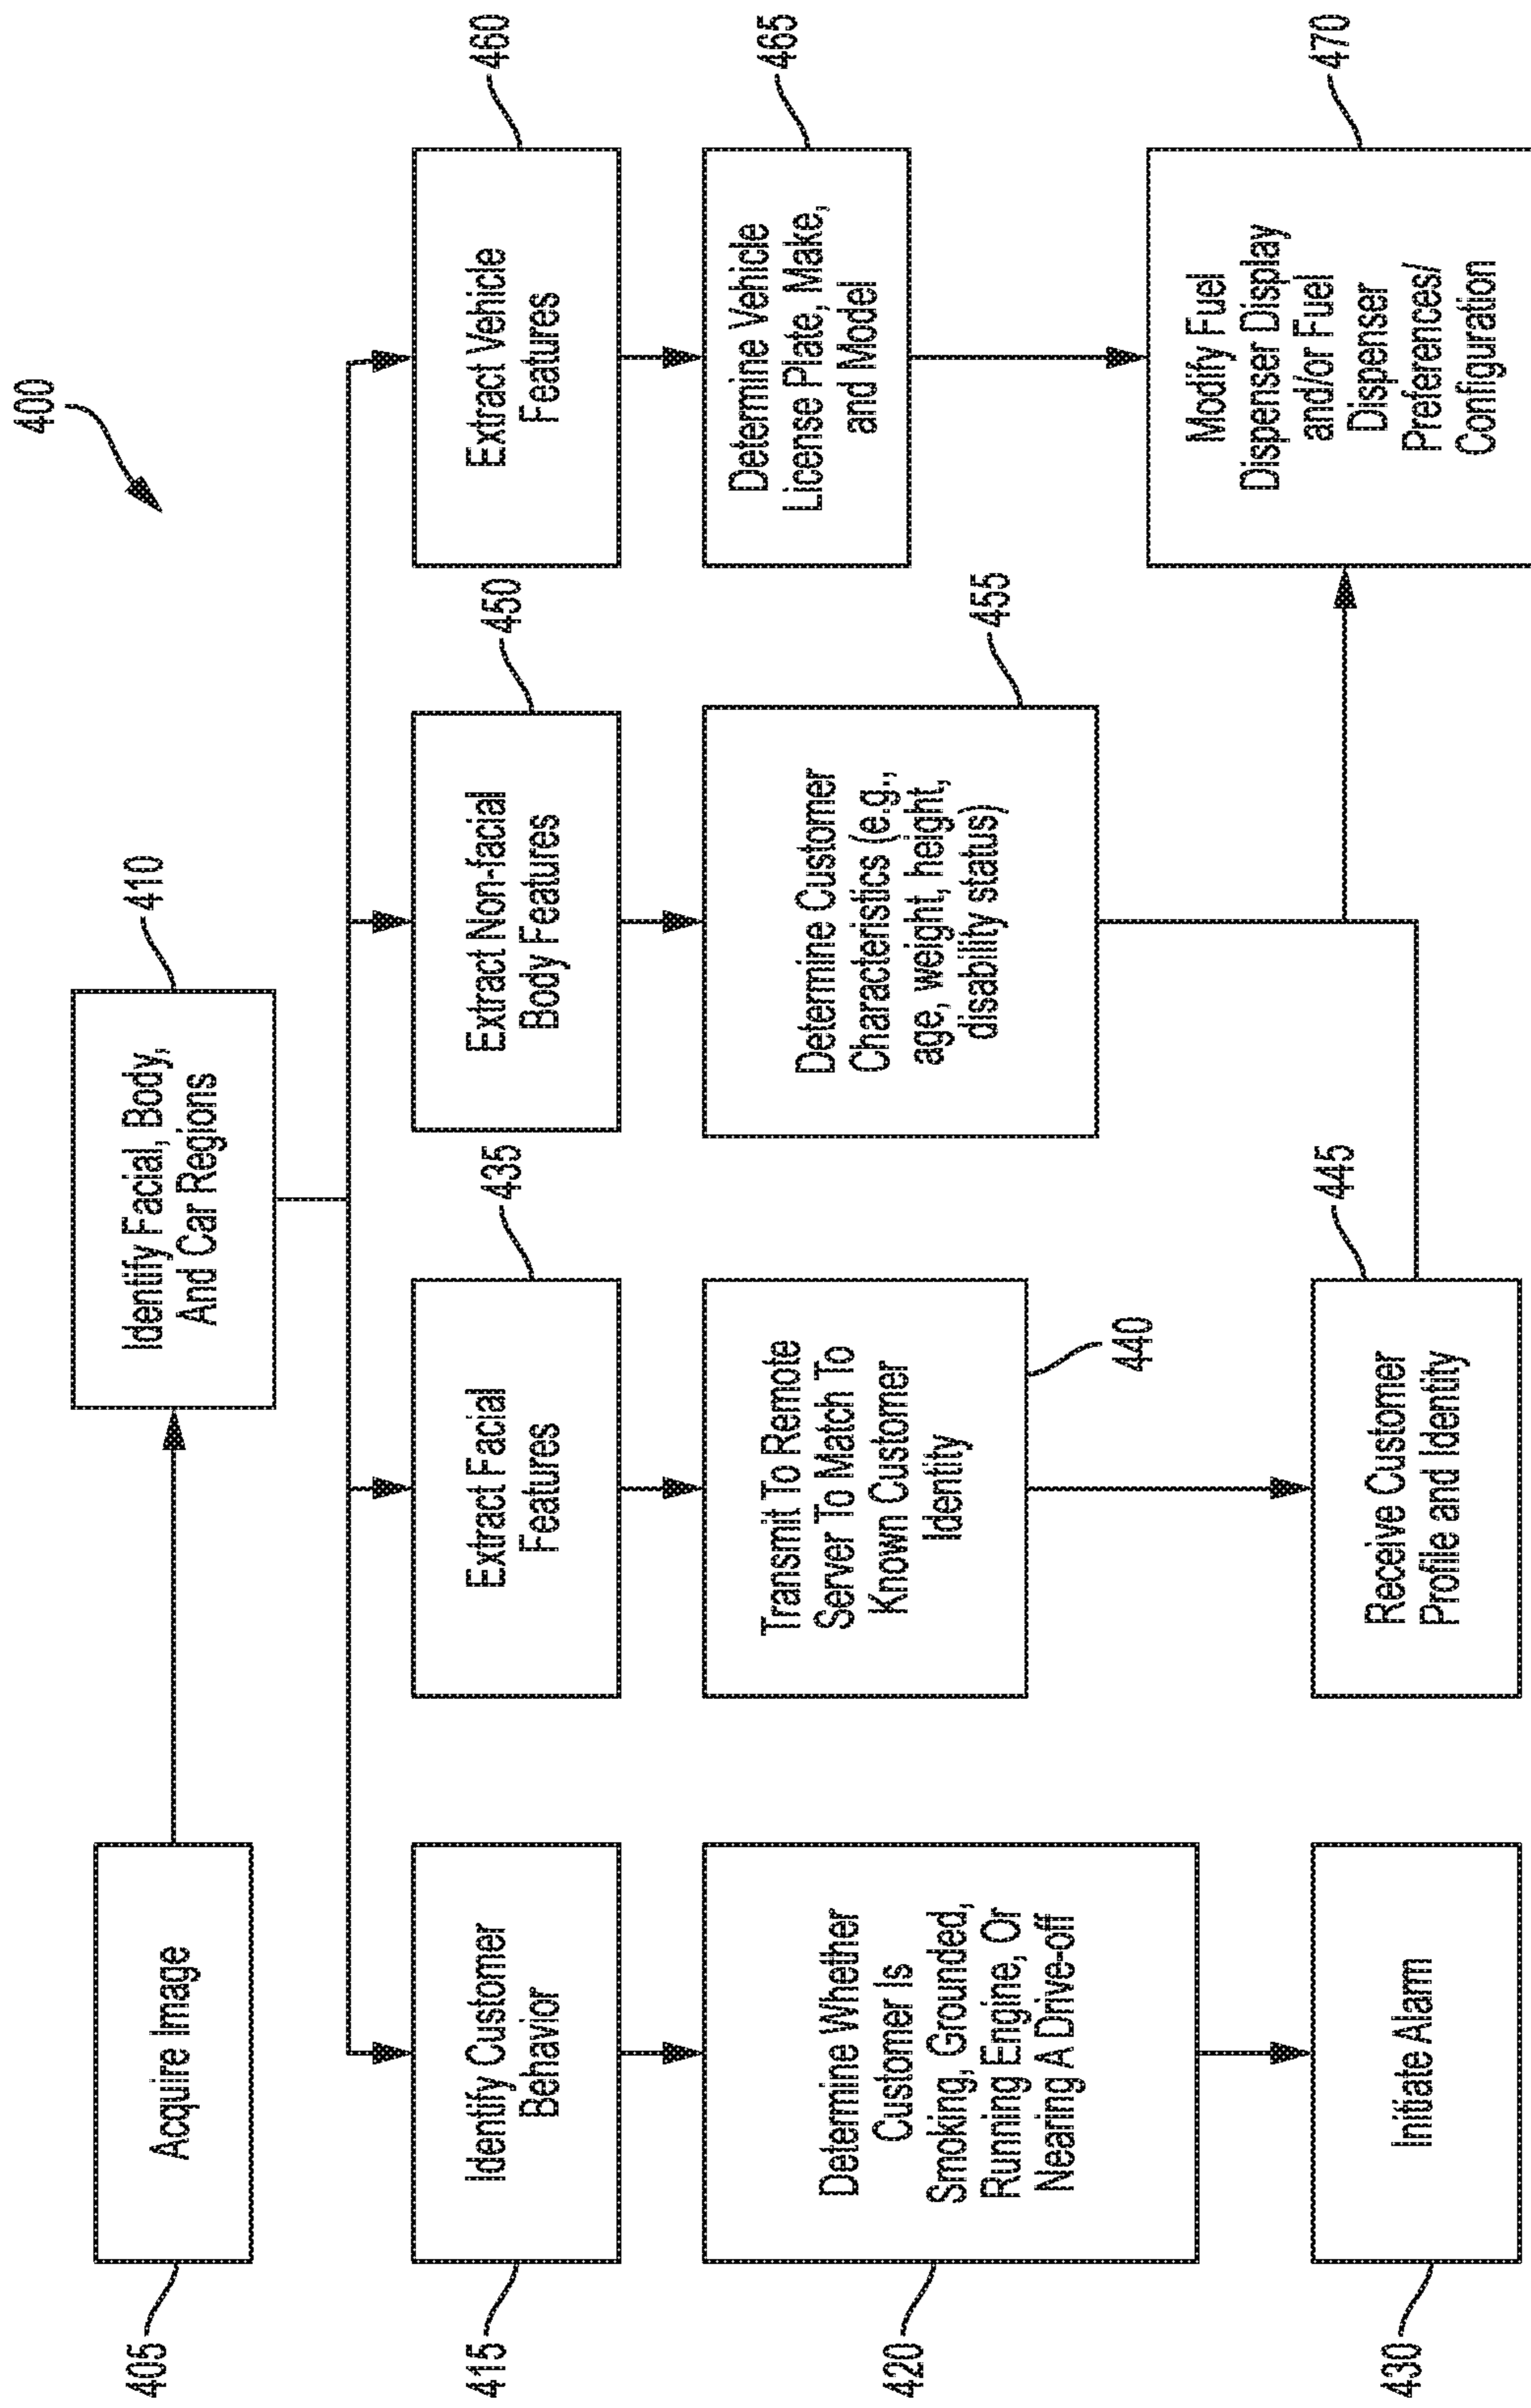 400
405
Acquire Image
410
Identify Facial, Body,
And Car Regions
415
Identify Customer
Behavior
420
Determine Whether
Customer Is
Smoking, Grounded,
Running Engine, Or
Nearing A Drive-off
430
Initiate Alarm
435
Extract Facial
Features
440
Transmit To Remote
Server To Match To
Known Customer
Identity
445
Receive Customer
Profile and Identity
450
Extract Non-facial
Body Features
455
Determine Customer
Characteristics (e.g.,
age, weight, height,
disability status)
460
Extract Vehicle
Features
465
Determine Vehicle
License Plate, Make,
and Model
470
Modify Fuel
Dispenser Display
and/or Fuel
Dispenser
Preferences/
Configuration